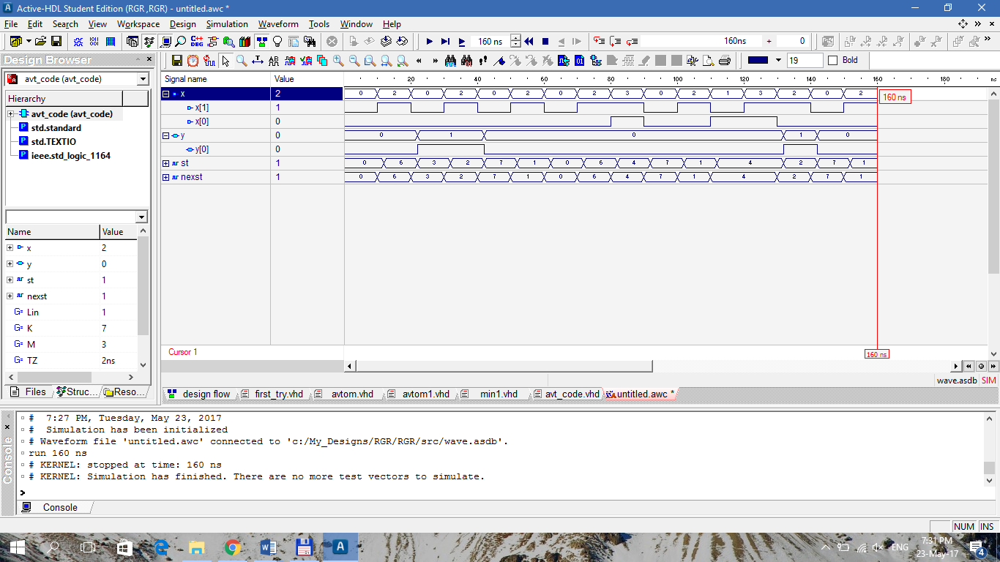 Active-HDL Student Edition (RGR ,RGR) - untitled.awc *
File Edit Search View Workspace Design Simulation Waveform Tools Window Help
160 ns 160ns + 0
Design Browser
19 Bold
avt_code (avt_code)
Hierarchy
avt_code (avt_code)
std.standard
std.TEXTIO
ieee.std_logic_1164
Name Value
x 2
y 0
st 1
nexst 1
Lin 1
K 7
M 3
TZ 2ns
Files Struc... Reso...
Signal name Value 20 40 60 80 100 120 140 160 180 ns
x 2 0 2 0 2 0 2 0 2 3 0 2 1 3 2 0 2
160 ns
x[1] 1
x[0] 0
y 0 0 1 0 1 0
y[0] 0
st 1 0 6 3 2 7 1 0 6 4 7 1 4 2 7 1
nexst 1 0 6 3 2 7 1 0 6 4 7 1 4 2 7 1
Cursor 1 160 ns
wave.asdb SIM
design flow first_try.vhd avtom.vhd avtom1.vhd min1.vhd avt_code.vhd untitled.awc *
# 7:27 PM, Tuesday, May 23, 2017
# Simulation has been initialized
# Waveform file 'untitled.awc' connected to 'c:/My_Designs/RGR/RGR/src/wave.asdb'.
run 160 ns
# KERNEL: stopped at time: 160 ns
# KERNEL: Simulation has finished. There are no more test vectors to simulate.
>
Console
Console
NUM INS
7:31 PM
ENG
23-May-17
4